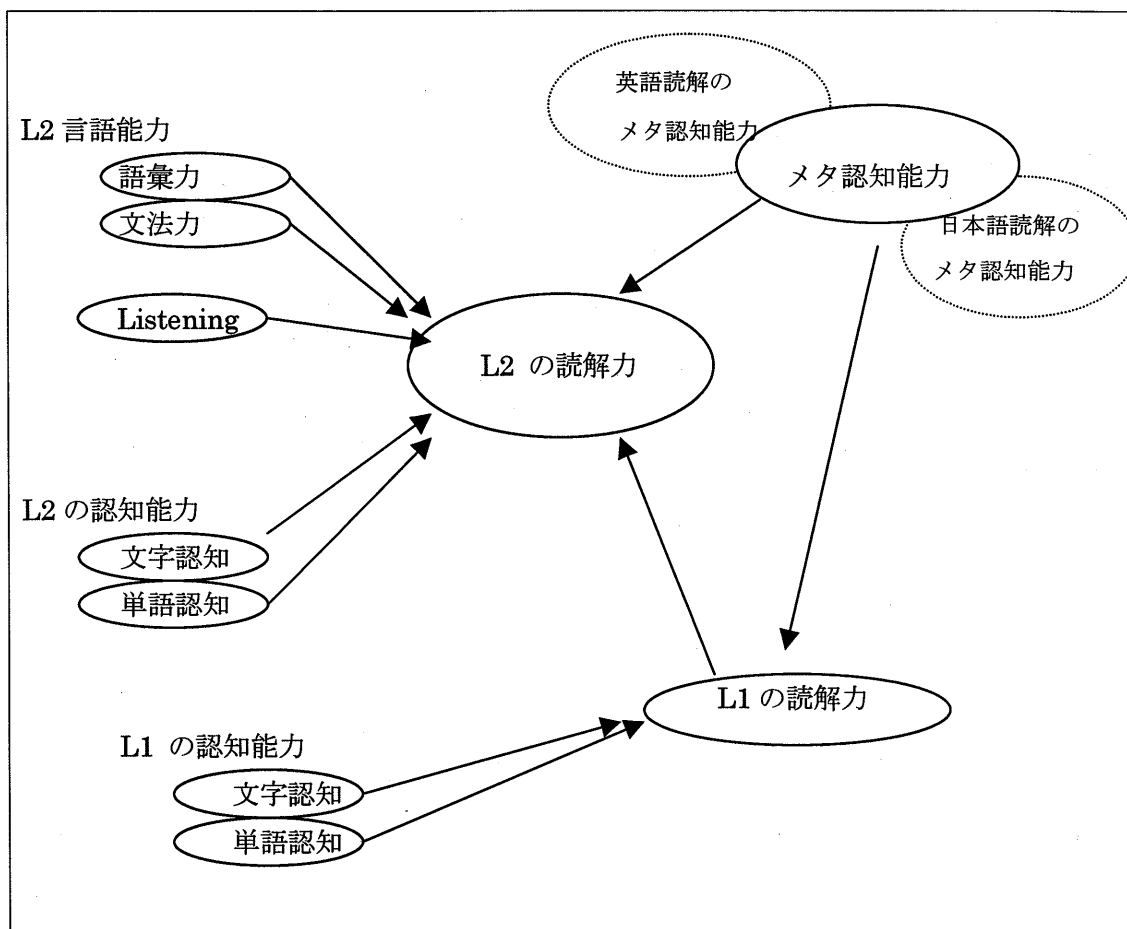 英語読解の
メタ認知能力
メタ認知能力
日本語読解の
メタ認知能力
L2 言語能力
語彙力
文法力
Listening
L2 の読解力
L2 の認知能力
文字認知
単語認知
L1 の読解力
L1 の認知能力
文字認知
単語認知